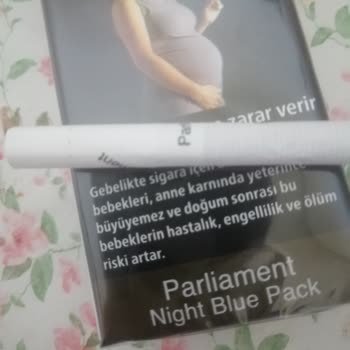 zarar verir
Pa
Gebelikte sigara içen
bebekleri, anne karnında yeterince
büyüyemez ve doğum sonrası bu
bebeklerin hastalık, engellilik ve ölüm
riski artar.
Parliament
Night Blue Pack